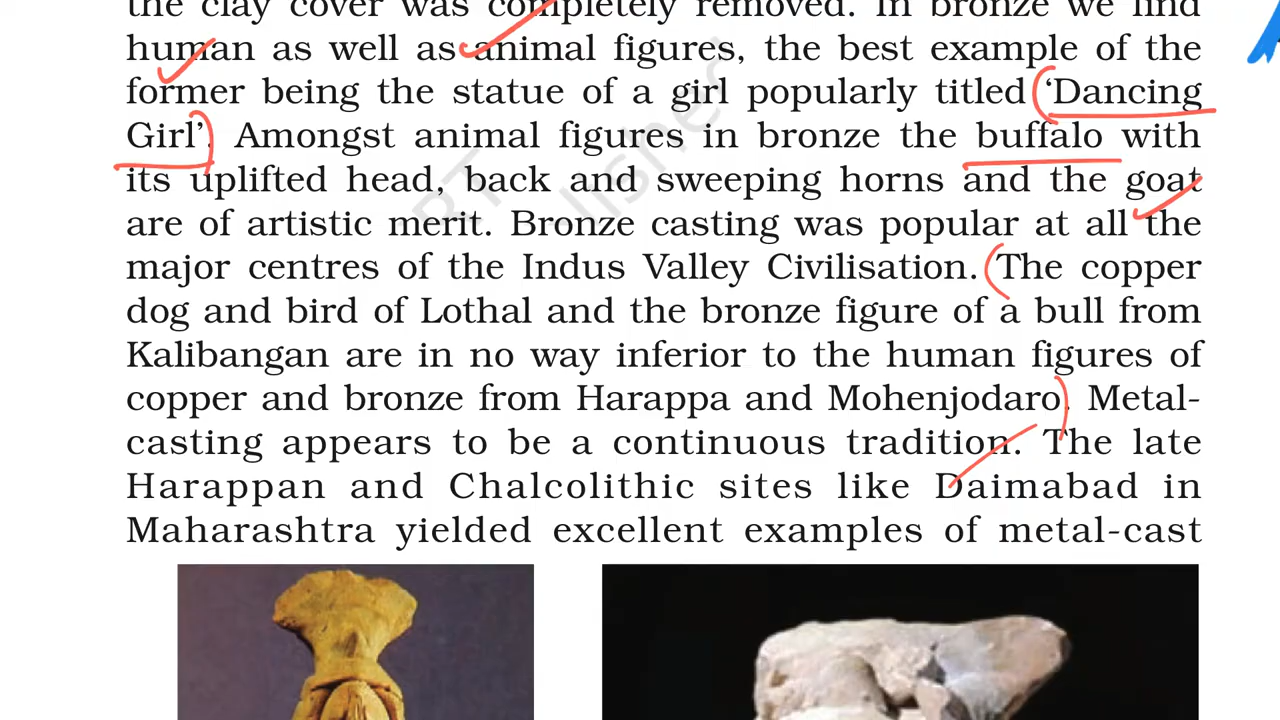 the clay cover was completely removed. In bronze we find
human as well as animal figures, the best example of the
former being the statue of a girl popularly titled ‘Dancing
Girl’. Amongst animal figures in bronze the buffalo with
its uplifted head, back and sweeping horns and the goat
are of artistic merit. Bronze casting was popular at all the
major centres of the Indus Valley Civilisation. The copper
dog and bird of Lothal and the bronze figure of a bull from
Kalibangan are in no way inferior to the human figures of
copper and bronze from Harappa and Mohenjodaro. Metal-
casting appears to be a continuous tradition. The late
Harappan and Chalcolithic sites like Daimabad in
Maharashtra yielded excellent examples of metal-cast